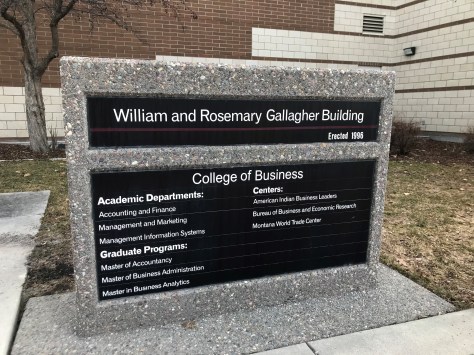 William and Rosemary Gallagher Building
Erected 1996
College of Business
Academic Departments:
Accounting and Finance
Management and Marketing
Management Information Systems
Graduate Programs:
Master of Accountancy
Master of Business Administration
Master in Business Analytics
Centers:
American Indian Business Leaders
Bureau of Business and Economic Research
Montana World Trade Center